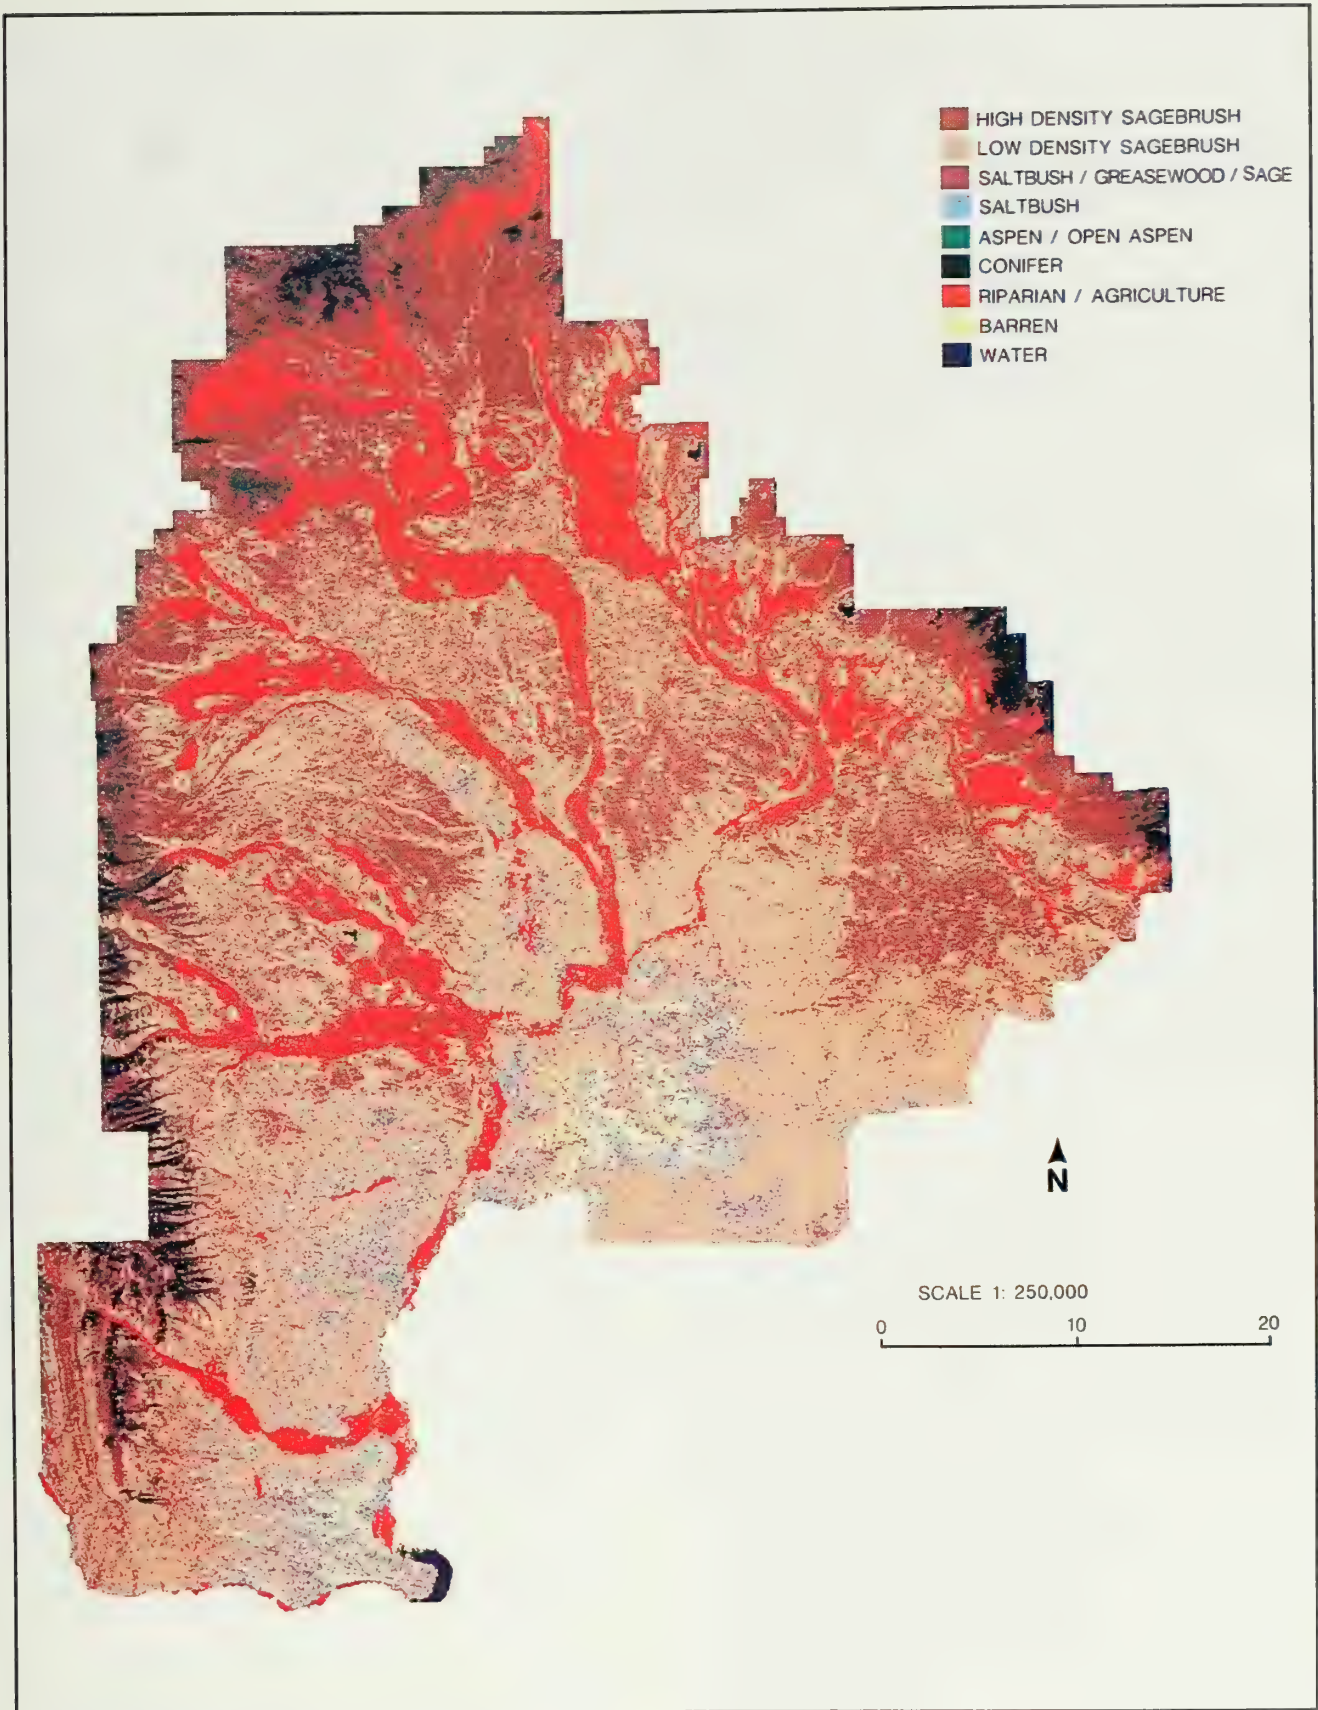 HIGH DENSITY SAGEBRUSH
LOW DENSITY SAGEBRUSH
SALTBUSH / GREASEWOOD / SAGE
SALTBUSH
ASPEN / OPEN ASPEN
CONIFER
RIPARIAN / AGRICULTURE
BARREN
WATER
N
SCALE 1: 250,000
0 10 20